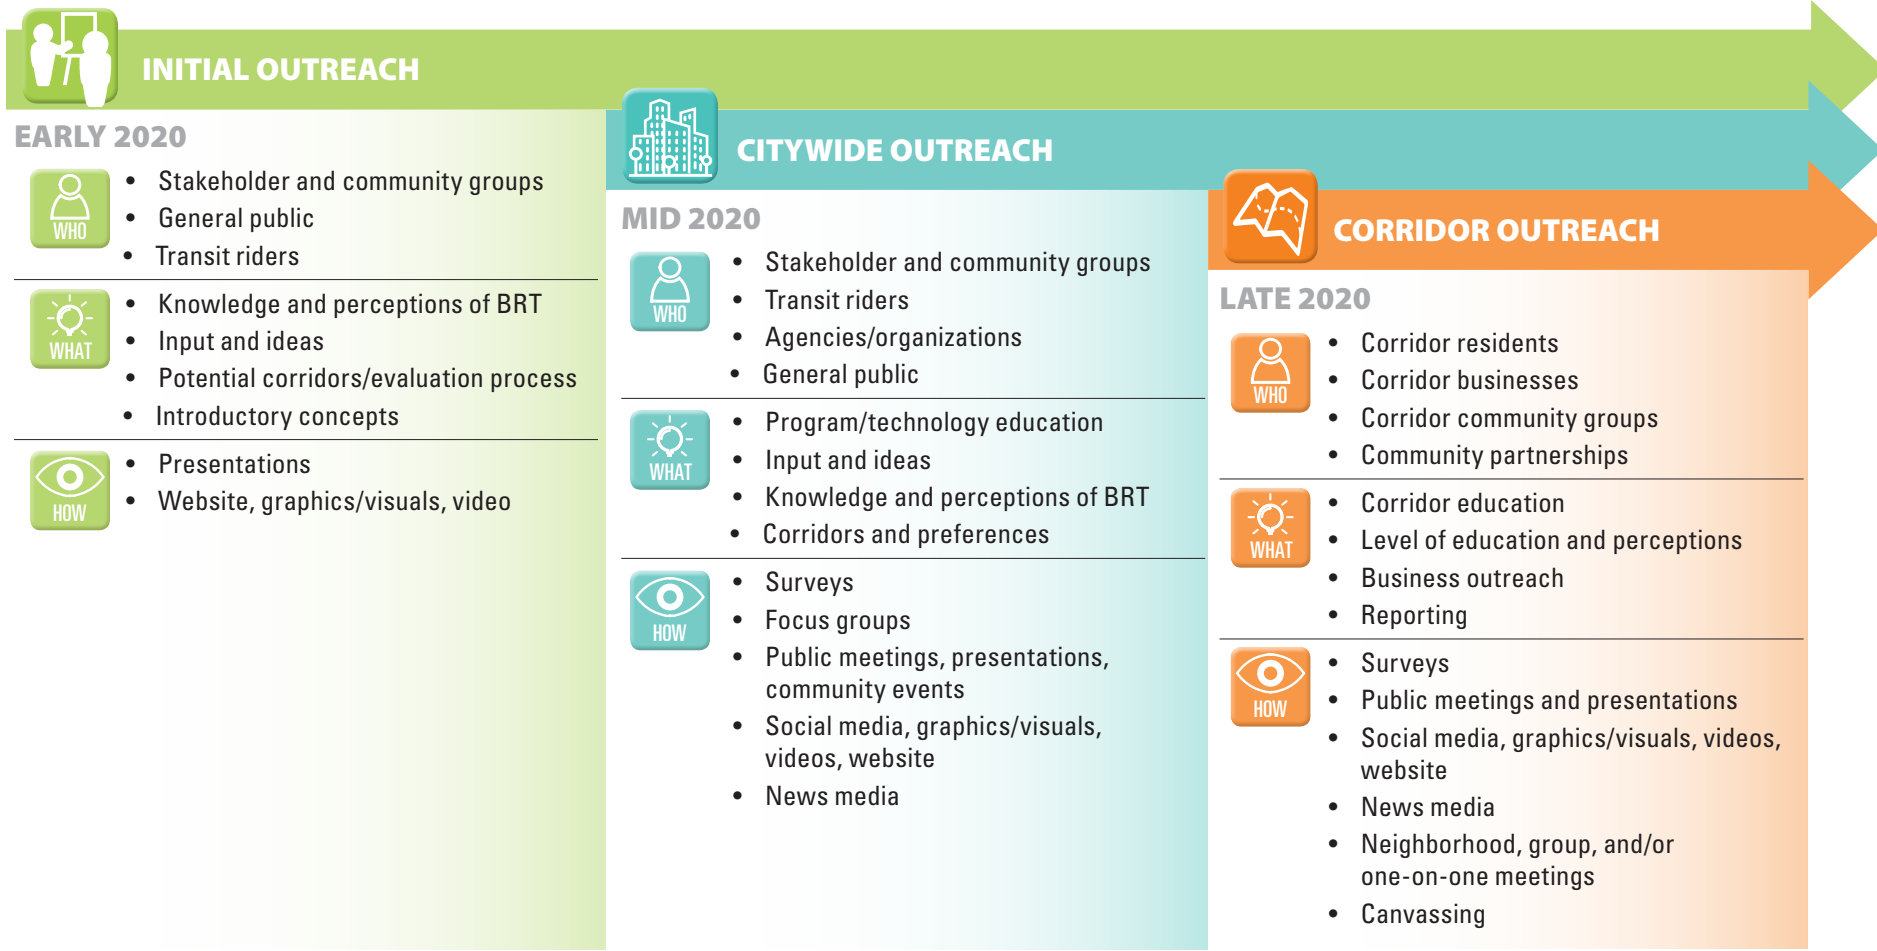 INITIAL OUTREACH
EARLY 2020
WHO
• Stakeholder and community groups
• General public
• Transit riders
WHAT
• Knowledge and perceptions of BRT
• Input and ideas
• Potential corridors/evaluation process
• Introductory concepts
HOW
• Presentations
• Website, graphics/visuals, video
CITYWIDE OUTREACH
MID 2020
WHO
• Stakeholder and community groups
• Transit riders
• Agencies/organizations
• General public
WHAT
• Program/technology education
• Input and ideas
• Knowledge and perceptions of BRT
• Corridors and preferences
HOW
• Surveys
• Focus groups
• Public meetings, presentations,
community events
• Social media, graphics/visuals,
videos, website
• News media
CORRIDOR OUTREACH
LATE 2020
WHO
• Corridor residents
• Corridor businesses
• Corridor community groups
• Community partnerships
WHAT
• Corridor education
• Level of education and perceptions
• Business outreach
• Reporting
HOW
• Surveys
• Public meetings and presentations
• Social media, graphics/visuals, videos,
website
• News media
• Neighborhood, group, and/or
one-on-one meetings
• Canvassing